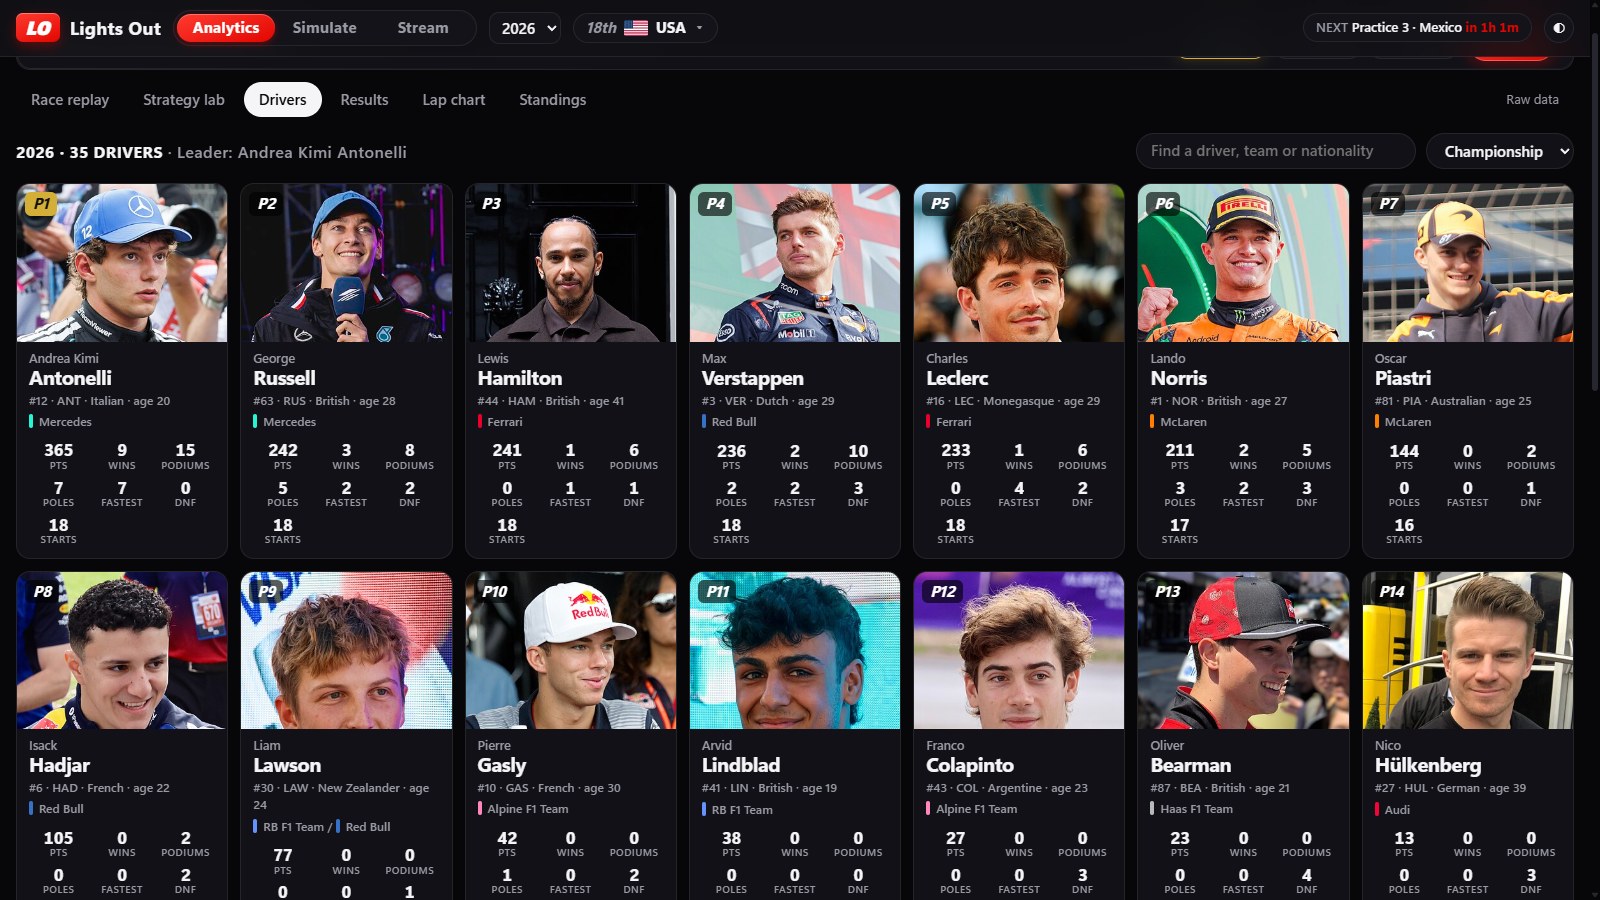 LO Lights Out Analytics Simulate Stream 2026 18th USA NEXT Practice 3 · Mexico in 1h 1m
Race replay Strategy lab Drivers Results Lap chart Standings Raw data
2026 · 35 DRIVERS · Leader: Andrea Kimi Antonelli Find a driver, team or nationality Championship
P1 P2 P3 P4 P5 P6 P7
PIRELLI
Andrea Kimi George Lewis Max Charles Lando Oscar
Antonelli Russell Hamilton Verstappen Leclerc Norris Piastri
#12 · ANT · Italian · age 20 #63 · RUS · British · age 28 #44 · HAM · British · age 41 #3 · VER · Dutch · age 29 #16 · LEC · Monegasque · age 29 #1 · NOR · British · age 27 #81 · PIA · Australian · age 25
Mercedes Mercedes Ferrari Red Bull Ferrari McLaren McLaren
365 9 15 242 3 8 241 1 6 236 2 10 233 1 6 211 2 5 144 0 2
PTS WINS PODIUMS PTS WINS PODIUMS PTS WINS PODIUMS PTS WINS PODIUMS PTS WINS PODIUMS PTS WINS PODIUMS PTS WINS PODIUMS
7 7 0 5 2 2 0 1 1 2 2 3 0 4 2 3 2 3 0 0 1
POLES FASTEST DNF POLES FASTEST DNF POLES FASTEST DNF POLES FASTEST DNF POLES FASTEST DNF POLES FASTEST DNF POLES FASTEST DNF
18 18 18 18 18 17 16
STARTS STARTS STARTS STARTS STARTS STARTS STARTS
P8 P9 P10 P11 P12 P13 P14
VISA
Red Bull
Isack Liam Pierre Arvid Franco Oliver Nico
Hadjar Lawson Gasly Lindblad Colapinto Bearman Hülkenberg
#6 · HAD · French · age 22 #30 · LAW · New Zealander · age 24 #10 · GAS · French · age 30 #41 · LIN · British · age 19 #43 · COL · Argentine · age 23 #87 · BEA · British · age 21 #27 · HUL · German · age 39
Red Bull RB F1 Team / Red Bull Alpine F1 Team RB F1 Team Alpine F1 Team Haas F1 Team Audi
105 0 2 77 0 0 42 0 0 38 0 0 27 0 0 23 0 0 13 0 0
PTS WINS PODIUMS PTS WINS PODIUMS PTS WINS PODIUMS PTS WINS PODIUMS PTS WINS PODIUMS PTS WINS PODIUMS PTS WINS PODIUMS
0 0 2 0 0 1 1 0 2 0 0 0 0 0 3 0 0 4 0 0 3
POLES FASTEST DNF POLES FASTEST DNF POLES FASTEST DNF POLES FASTEST DNF POLES FASTEST DNF POLES FASTEST DNF